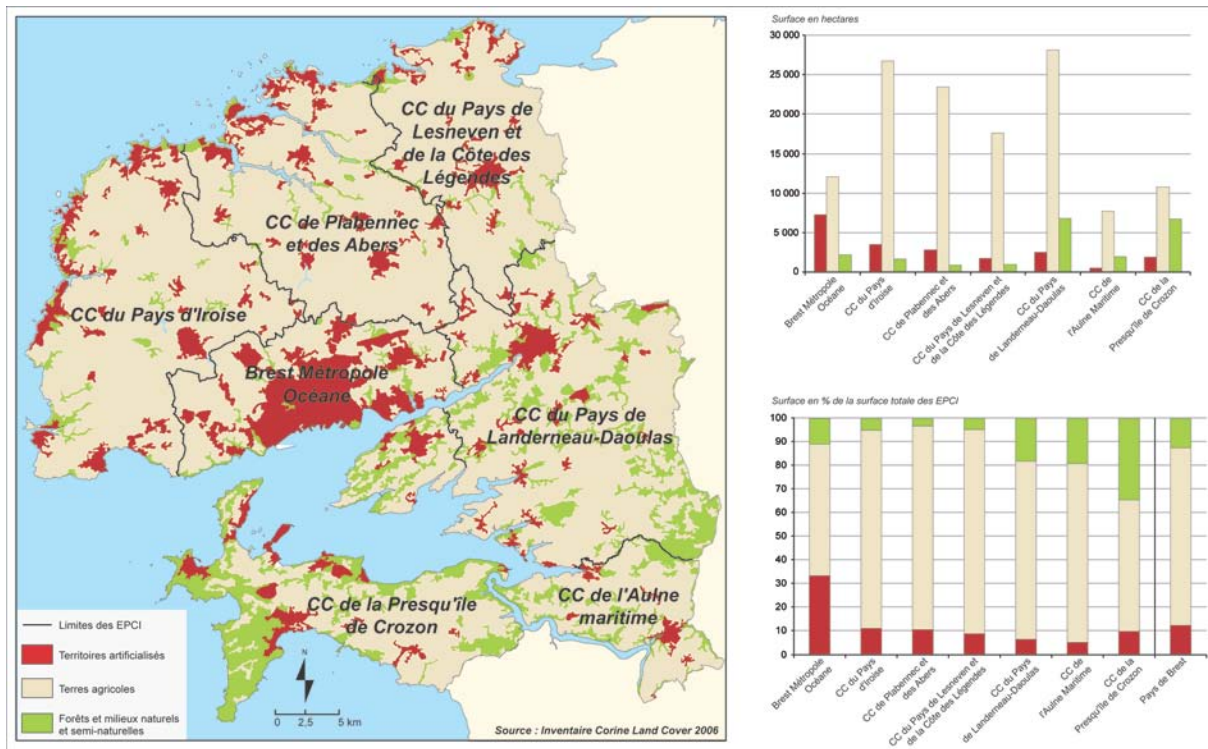 CC du Pays de
Lesneven et
de la Côte des
Légendes
CC de Plabennec
et des Abers
CC du Pays d'Iroise
Brest Métropole
Océane
CC du Pays de
Landerneau-Daoulas
CC de la Presqu'île
de Crozon
CC de l'Aulne
maritime
Limites des EPCI
Territoires artificialisés
Terres agricoles
Forêts et milieux naturels
et semi-naturelles
N
0 2,5 5 km
Source : Inventaire Corine Land Cover 2006
Surface en hectares
30 000
25 000
20 000
15 000
10 000
5 000
0
Brest Métropole
Océane
CC du Pays
d'Iroise
CC de Plabennec et
des Abers
CC du Pays de Lesneven et
de la Côte des Légendes
CC du Pays
de Landerneau-Daoulas
CC de
l'Aulne Maritime
CC de la
Presqu'île de Crozon
Surface en % de la surface totale des EPCI
100
90
80
70
60
50
40
30
20
10
0
Brest Métropole
Océane
CC du Pays
d'Iroise
CC de Plabennec et
des Abers
CC du Pays de Lesneven et
de la Côte des Légendes
CC du Pays
de Landerneau-Daoulas
CC de
l'Aulne Maritime
CC de la
Presqu'île de Crozon
Pays de Brest